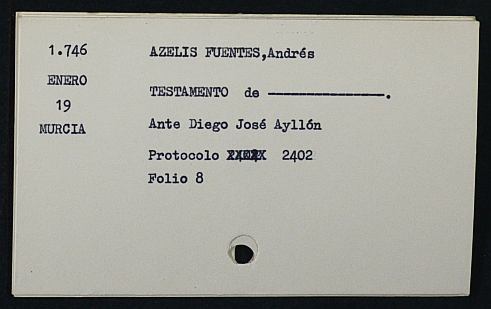 1.746
ENERO
19
MURCIA
AZELIS FUENTES,Andrés
TESTAMENTO de ——————————.
Ante Diego José Ayllón
Protocolo 2402
Folio 8